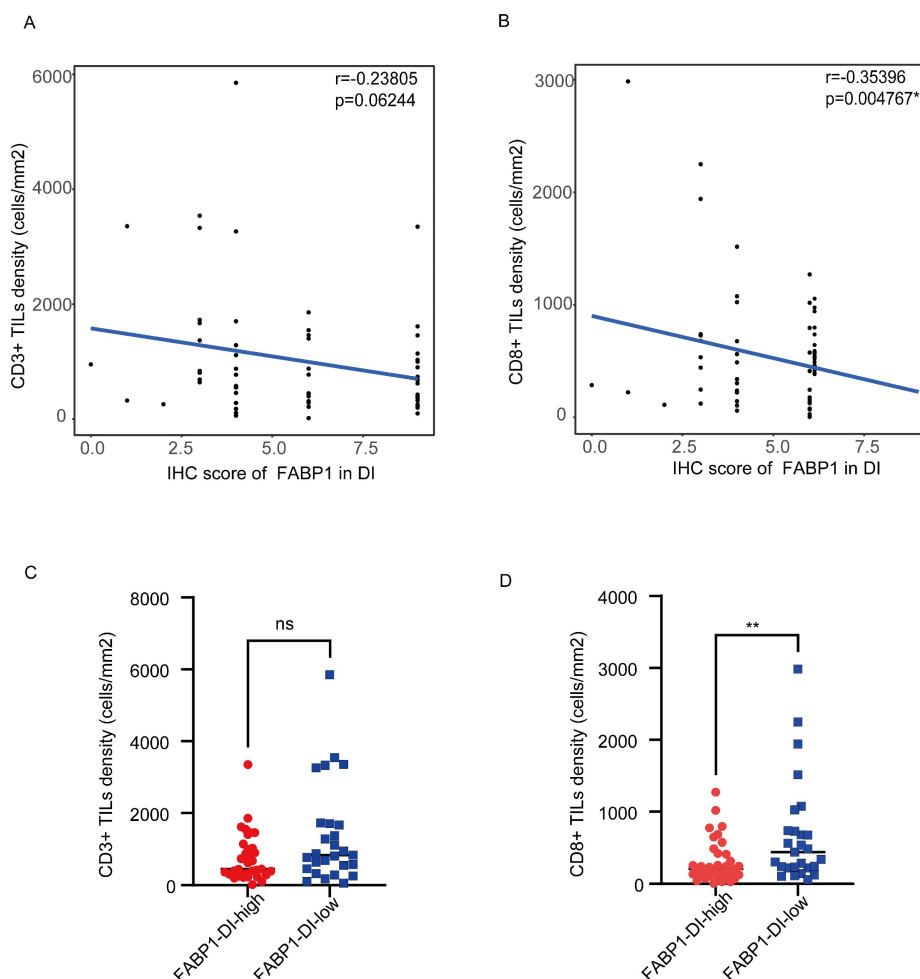 A
r=-0.23805
p=0.06244
CD3+ TILs density (cells/mm2)
6000
4000
2000
0
0.0 2.5 5.0 7.5
IHC score of FABP1 in DI
B
r=-0.35396
p=0.004767*
CD8+ TILs density (cells/mm2)
3000
2000
1000
0
0.0 2.5 5.0 7.5
IHC score of FABP1 in DI
C
CD3+ TILs density (cells/mm2)
8000
6000
4000
2000
0
ns
FABP1-DI-high
FABP1-DI-low
D
CD8+ TILs density (cells/mm2)
4000
3000
2000
1000
0
**
FABP1-DI-high
FABP1-DI-low